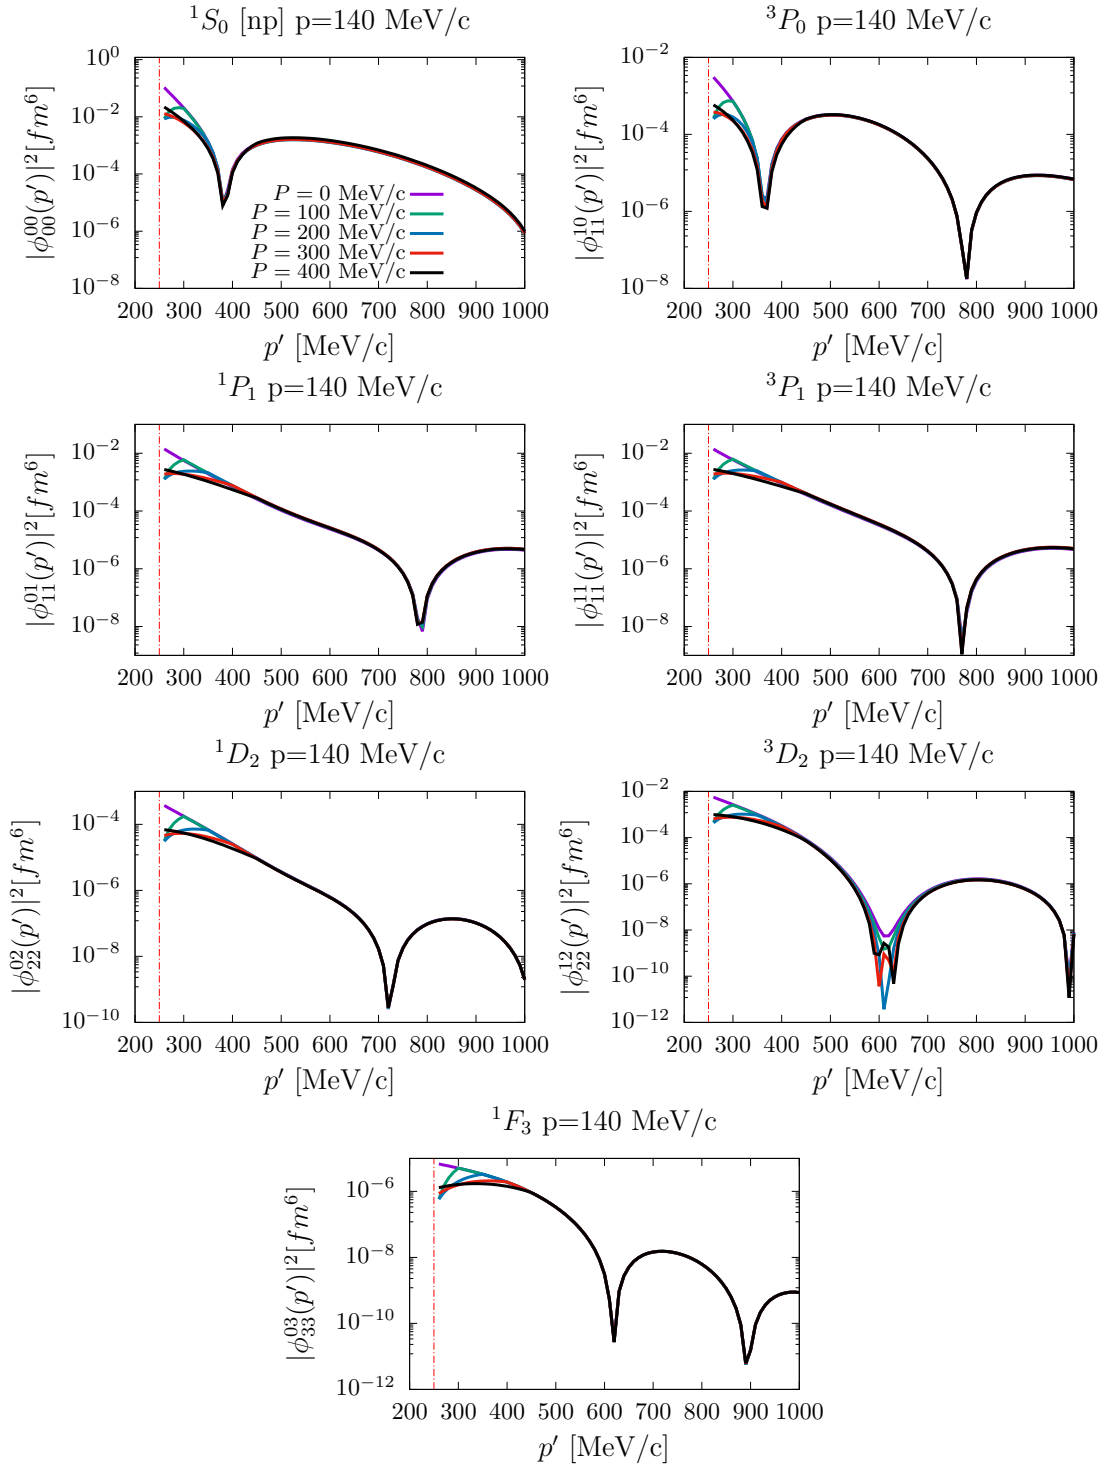 ¹S₀ [np] p=140 MeV/c
|φ₀₀⁰⁰(p′)|²[fm⁶]
10⁰
10⁻²
10⁻⁴
10⁻⁶
10⁻⁸
P = 0 MeV/c
P = 100 MeV/c
P = 200 MeV/c
P = 300 MeV/c
P = 400 MeV/c
200 300 400 500 600 700 800 900 1000
p′ [MeV/c]
³P₀ p=140 MeV/c
|φ₁₁¹⁰(p′)|²[fm⁶]
10⁻²
10⁻⁴
10⁻⁶
10⁻⁸
200 300 400 500 600 700 800 900 1000
p′ [MeV/c]
¹P₁ p=140 MeV/c
|φ₁₁⁰¹(p′)|²[fm⁶]
10⁻²
10⁻⁴
10⁻⁶
10⁻⁸
200 300 400 500 600 700 800 900 1000
p′ [MeV/c]
³P₁ p=140 MeV/c
|φ₁₁¹¹(p′)|²[fm⁶]
10⁻²
10⁻⁴
10⁻⁶
10⁻⁸
200 300 400 500 600 700 800 900 1000
p′ [MeV/c]
¹D₂ p=140 MeV/c
|φ₂₂⁰²(p′)|²[fm⁶]
10⁻⁴
10⁻⁶
10⁻⁸
10⁻¹⁰
200 300 400 500 600 700 800 900 1000
p′ [MeV/c]
³D₂ p=140 MeV/c
|φ₂₂¹²(p′)|²[fm⁶]
10⁻²
10⁻⁴
10⁻⁶
10⁻⁸
10⁻¹⁰
10⁻¹²
200 300 400 500 600 700 800 900 1000
p′ [MeV/c]
¹F₃ p=140 MeV/c
|φ₃₃⁰³(p′)|²[fm⁶]
10⁻⁶
10⁻⁸
10⁻¹⁰
10⁻¹²
200 300 400 500 600 700 800 900 1000
p′ [MeV/c]